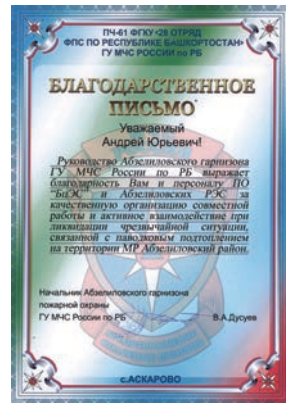 ПЧ-61 ФГКУ «28 ОТРЯД
ФПС ПО РЕСПУБЛИКЕ БАШКОРТОСТАН»
ГУ МЧС РОССИИ по РБ
БЛАГОДАРСТВЕННОЕ
ПИСЬМО
Уважаемый
Андрей Юрьевич!
Руководство Абзелиловского гарнизона
ГУ МЧС России по РБ выражает
благодарность Вам и персоналу ПО
"БцЭС" и Абзелиловских РЭС за
качественную организацию совместной
работы и активное взаимодействие при
ликвидации чрезвычайной ситуации,
связанной с паводковым подтоплением
на территории МР Абзелиловский район.
Начальник Абзелиловского гарнизона
пожарной охраны
ГУ МЧС России по РБ В.А.Дусуев
с.АСКАРОВО